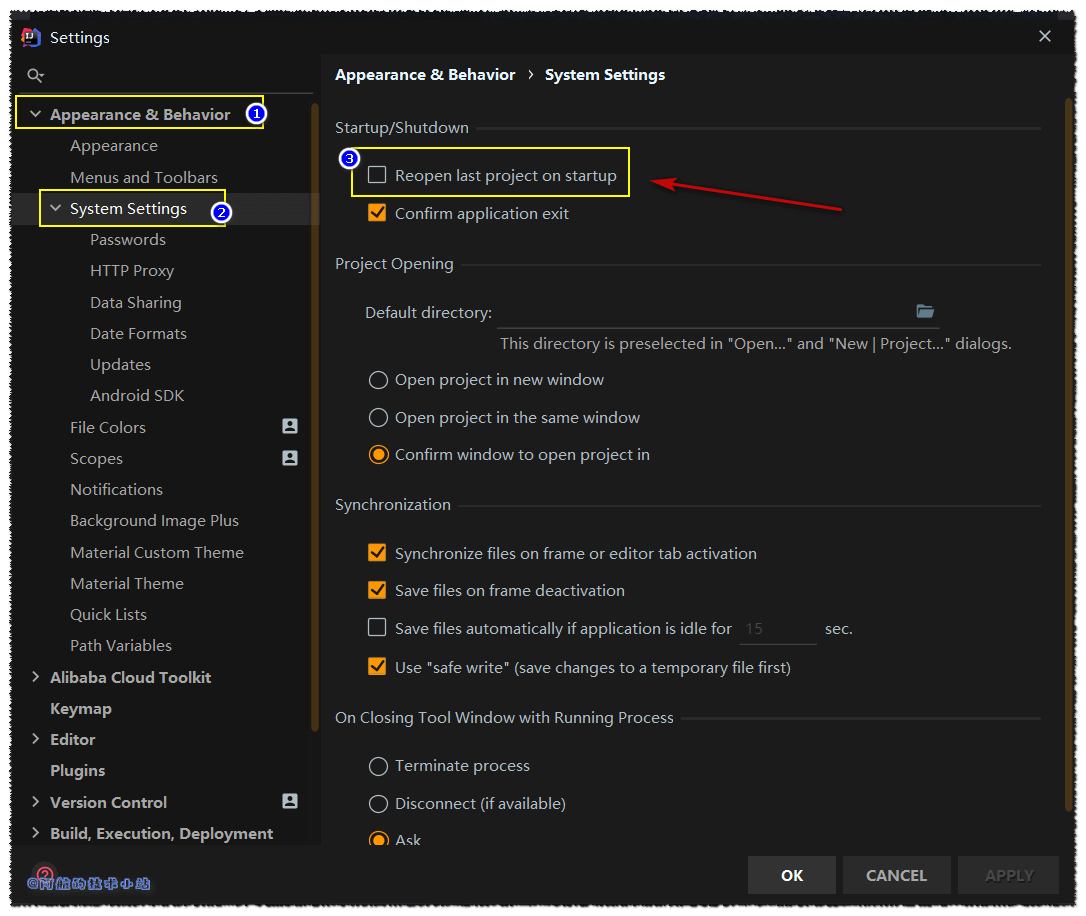 Settings
Appearance & Behavior › System Settings
Appearance & Behavior 1
Appearance
Menus and Toolbars
System Settings 2
Passwords
HTTP Proxy
Data Sharing
Date Formats
Updates
Android SDK
File Colors
Scopes
Notifications
Background Image Plus
Material Custom Theme
Material Theme
Quick Lists
Path Variables
Alibaba Cloud Toolkit
Keymap
Editor
Plugins
Version Control
Build, Execution, Deployment
Startup/Shutdown
3
Reopen last project on startup
Confirm application exit
Project Opening
Default directory:
This directory is preselected in "Open..." and "New | Project..." dialogs.
Open project in new window
Open project in the same window
Confirm window to open project in
Synchronization
Synchronize files on frame or editor tab activation
Save files on frame deactivation
Save files automatically if application is idle for 15 sec.
Use "safe write" (save changes to a temporary file first)
On Closing Tool Window with Running Process
Terminate process
Disconnect (if available)
Ask
?
OK CANCEL APPLY